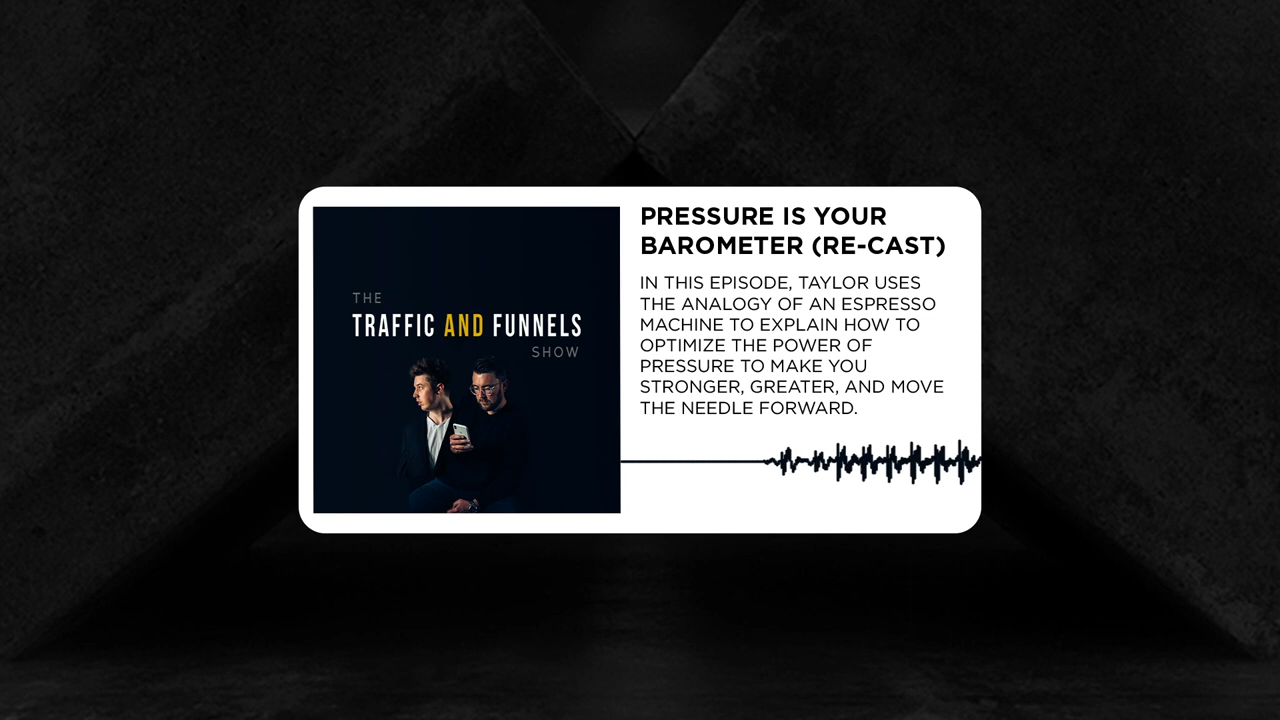 THE
TRAFFIC AND FUNNELS
SHOW
PRESSURE IS YOUR
BAROMETER (RE-CAST)
IN THIS EPISODE, TAYLOR USES
THE ANALOGY OF AN ESPRESSO
MACHINE TO EXPLAIN HOW TO
OPTIMIZE THE POWER OF
PRESSURE TO MAKE YOU
STRONGER, GREATER, AND MOVE
THE NEEDLE FORWARD.